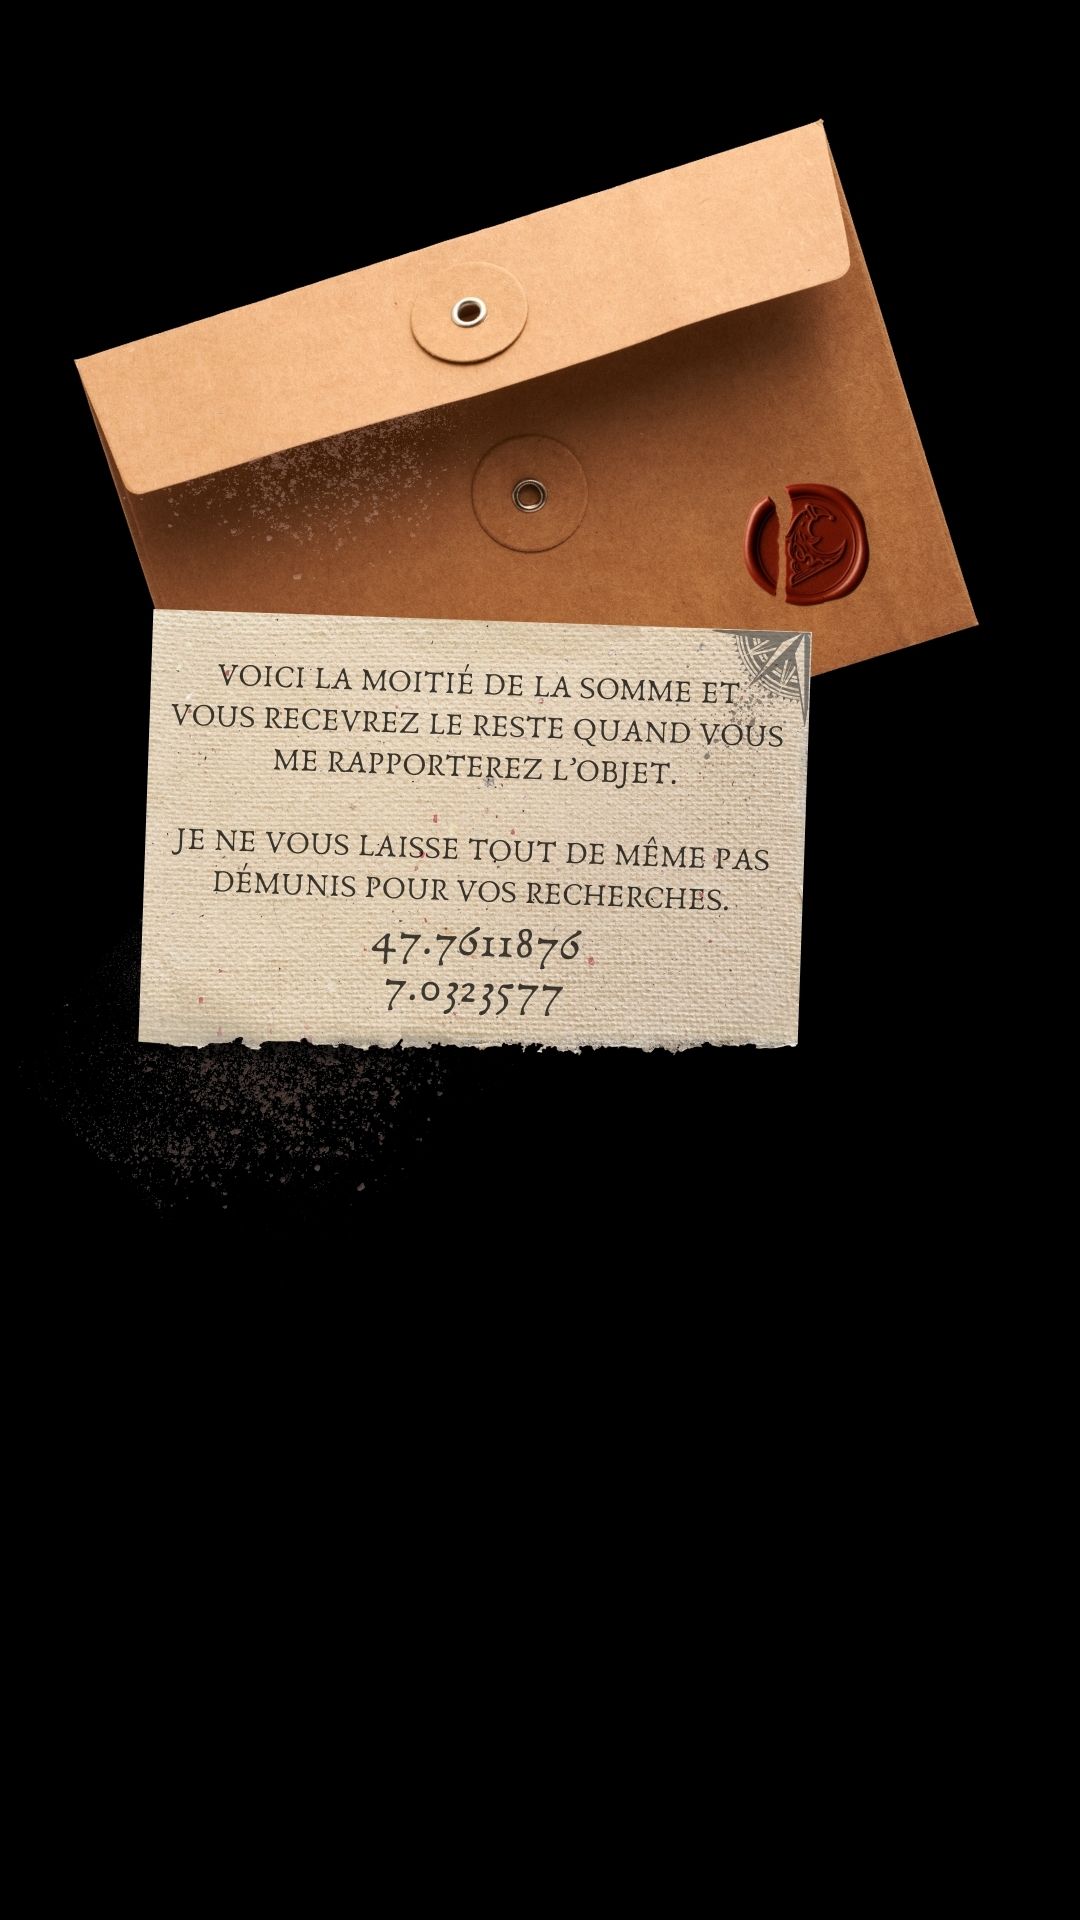 VOICI LA MOITIÉ DE LA SOMME ET
VOUS RECEVREZ LE RESTE QUAND VOUS
ME RAPPORTEREZ L’OBJET.
JE NE VOUS LAISSE TOUT DE MÊME PAS
DÉMUNIS POUR VOS RECHERCHES.
47.7611876
7.0323577